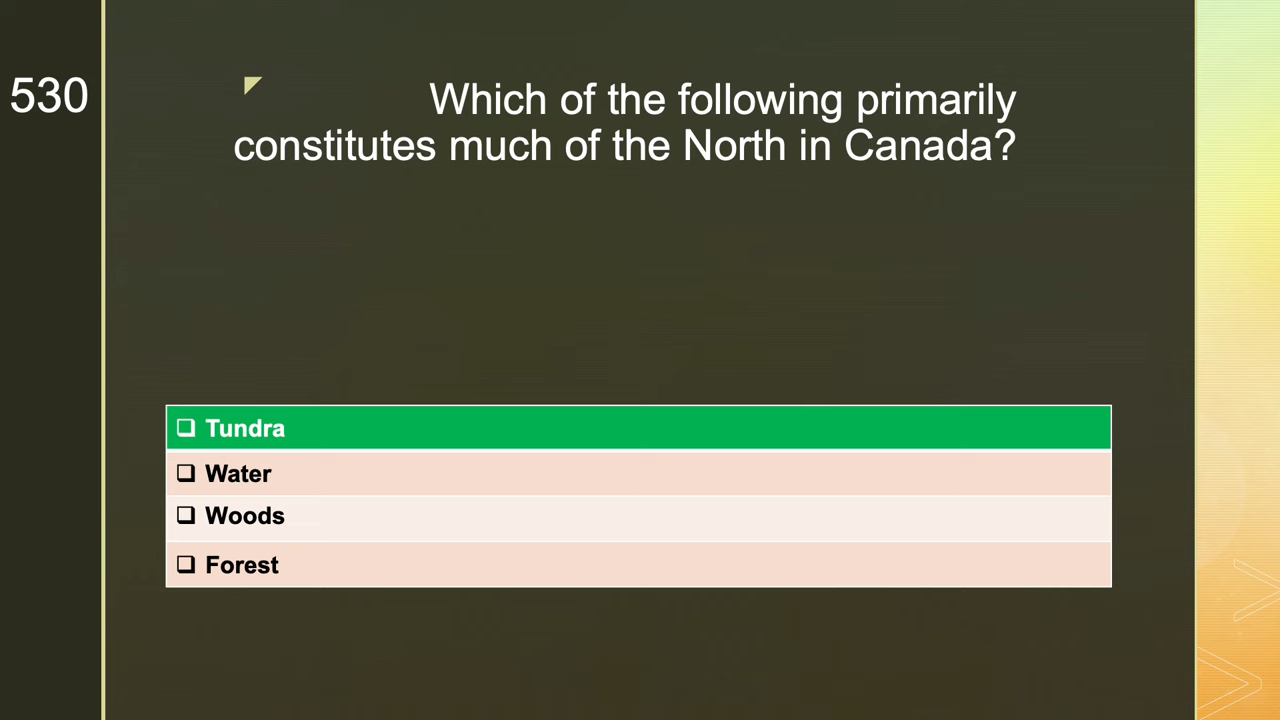 530
Which of the following primarily
constitutes much of the North in Canada?
Tundra
Water
Woods
Forest